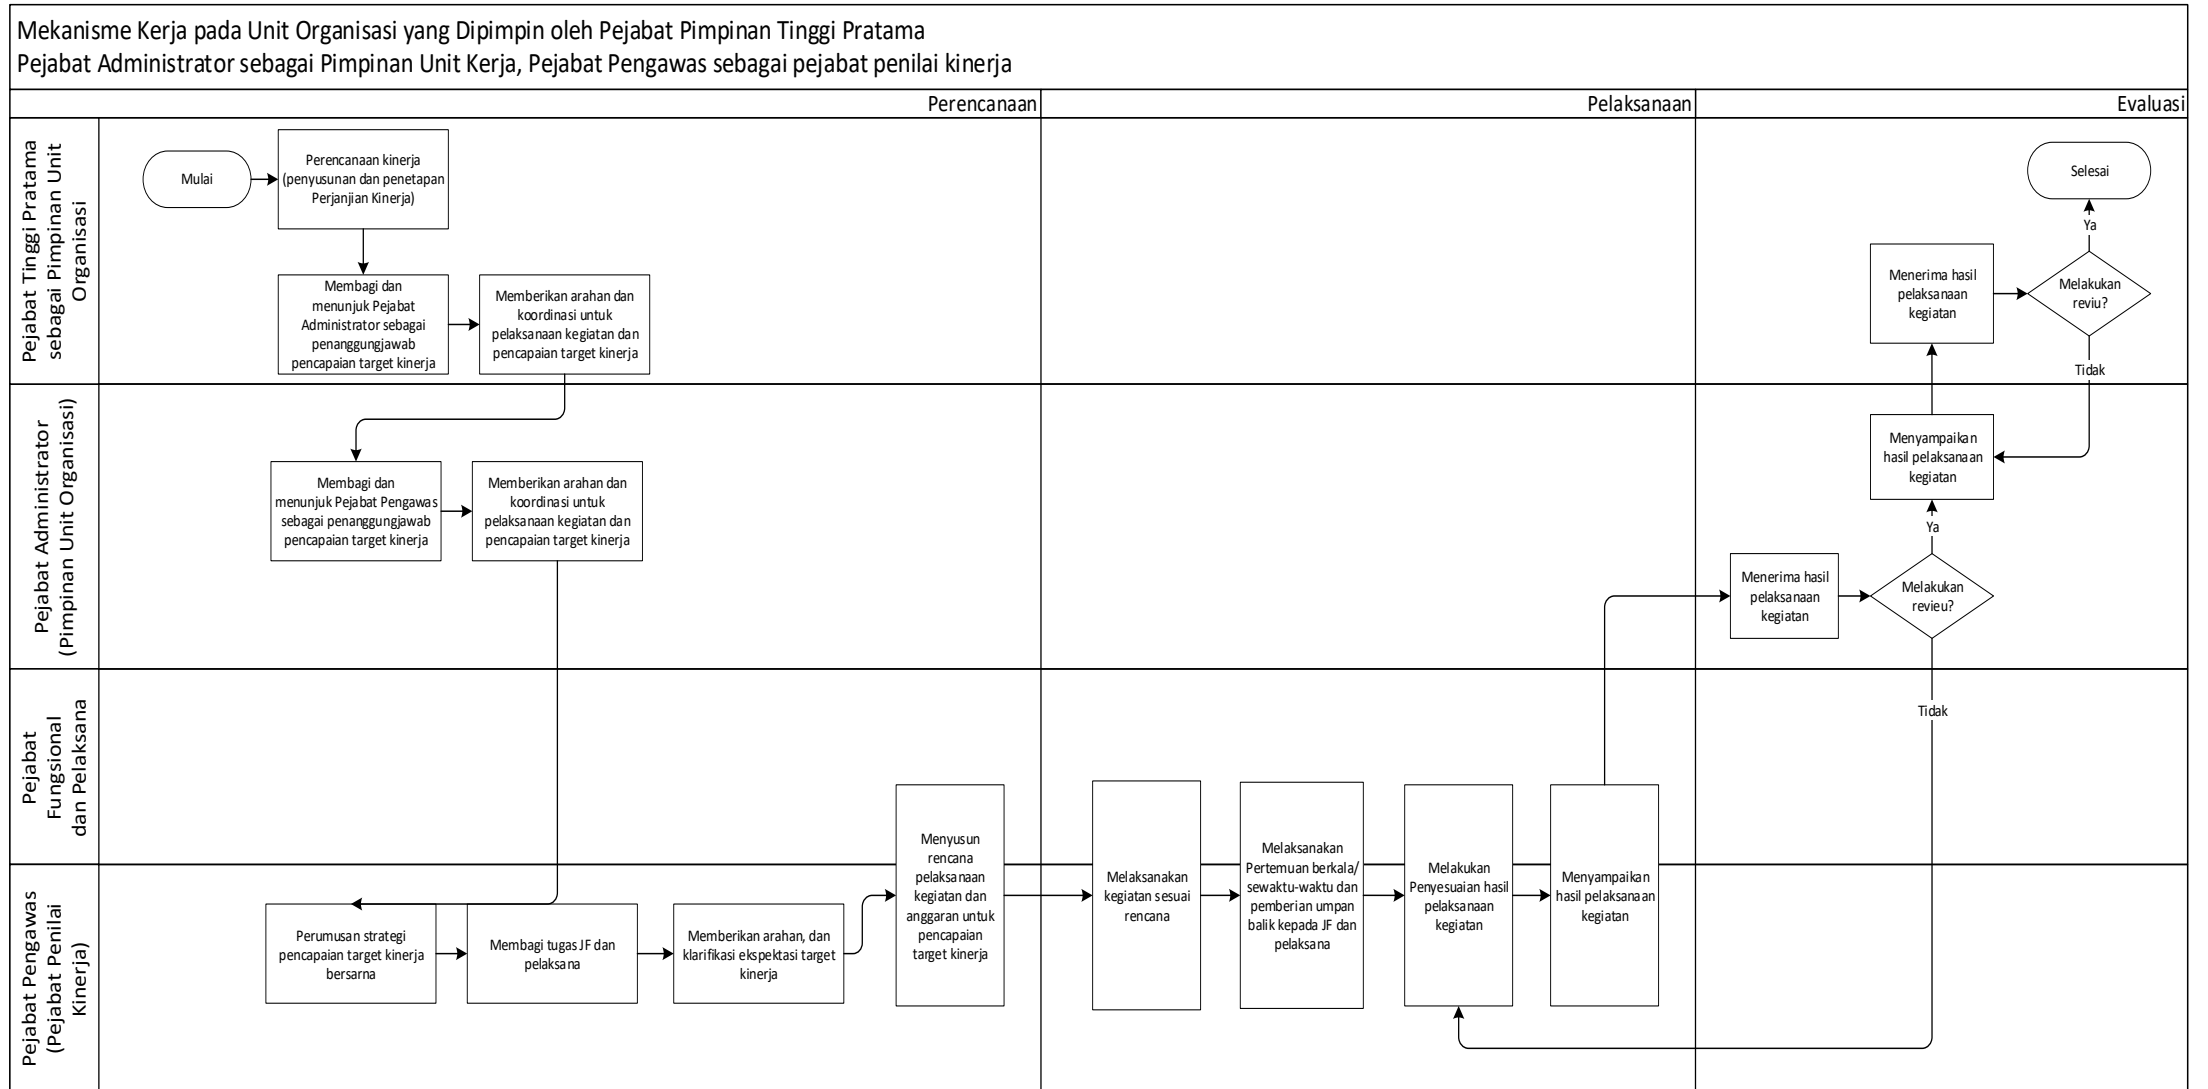 Mekanisme Kerja pada Unit Organisasi yang Dipimpin oleh Pejabat Pimpinan Tinggi Pratama
Pejabat Administrator sebagai Pimpinan Unit Kerja, Pejabat Pengawas sebagai pejabat penilai kinerja
Perencanaan
Pelaksanaan
Evaluasi
Pejabat Tinggi Pratama
sebagai Pimpinan Unit
Organisasi
Mulai
Perencanaan kinerja
(penyusunan dan penetapan
Perjanjian Kinerja)
Membagi dan
menunjuk Pejabat
Administrator sebagai
penanggungjawab
pencapaian target kinerja
Memberikan arahan dan
koordinasi untuk
pelaksanaan kegiatan dan
pencapaian target kinerja
Menerima hasil
pelaksanaan
kegiatan
Melakukan
reviu?
Ya
Selesai
Tidak
Pejabat Administrator
(Pimpinan Unit Organisasi)
Membagi dan
menunjuk Pejabat Pengawas
sebagai penanggungjawab
pencapaian target kinerja
Memberikan arahan dan
koordinasi untuk
pelaksanaan kegiatan dan
pencapaian target kinerja
Menerima hasil
pelaksanaan
kegiatan
Melakukan
revieu?
Ya
Menyampaikan
hasil pelaksanaan
kegiatan
Tidak
Pejabat
Fungsional
dan Pelaksana
Pejabat Pengawas
(Pejabat Penilai
Kinerja)
Perumusan strategi
pencapaian target kinerja
bersarna
Membagi tugas JF dan
pelaksana
Memberikan arahan, dan
klarifikasi ekspektasi target
kinerja
Menyusun
rencana
pelaksanaan
kegiatan dan
anggaran untuk
pencapaian
target kinerja
Melaksanakan
kegiatan sesuai
rencana
Melaksanakan
Pertemuan berkala/
sewaktu-waktu dan
pemberian umpan
balik kepada JF dan
pelaksana
Melakukan
Penyesuaian hasil
pelaksanaan
kegiatan
Menyampaikan
hasil pelaksanaan
kegiatan